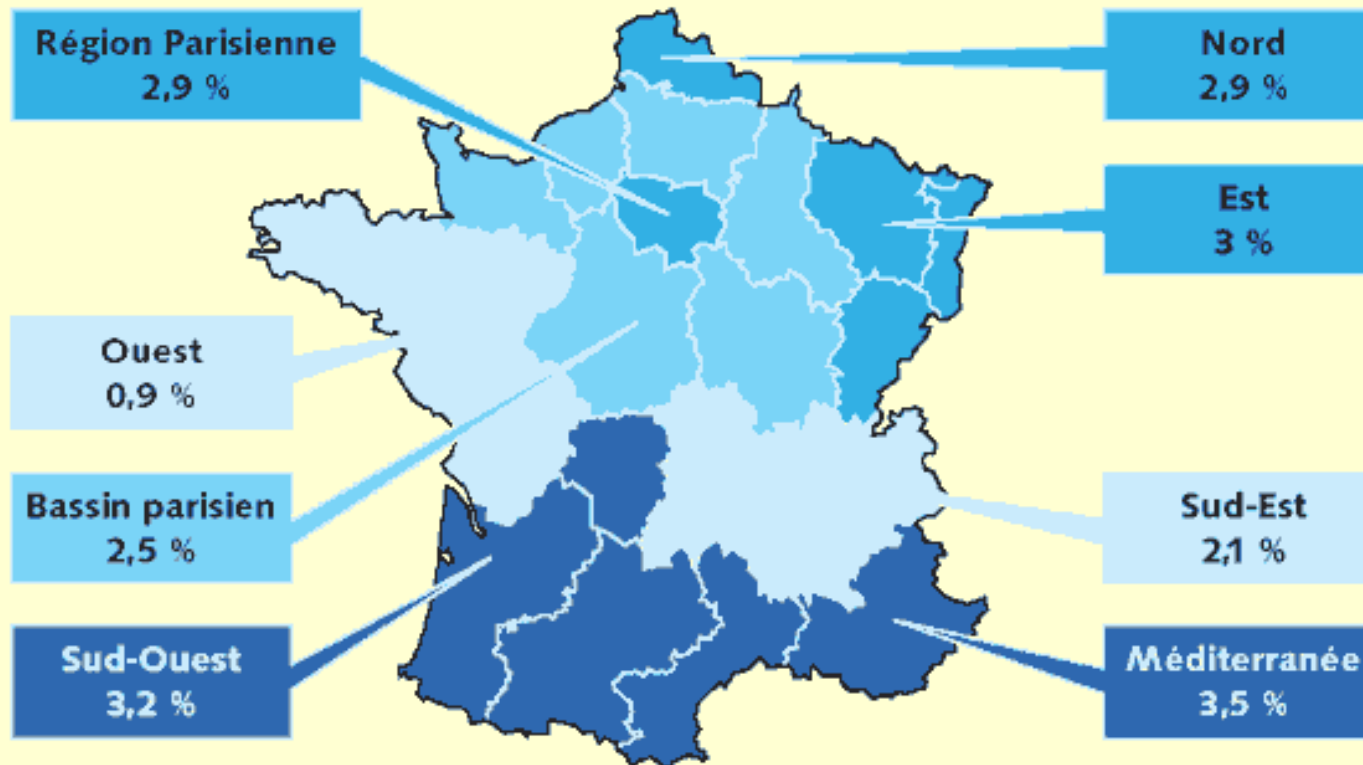 Région Parisienne
2,9 %
Nord
2,9 %
Est
3 %
Ouest
0,9 %
Bassin parisien
2,5 %
Sud-Est
2,1 %
Sud-Ouest
3,2 %
Méditerranée
3,5 %